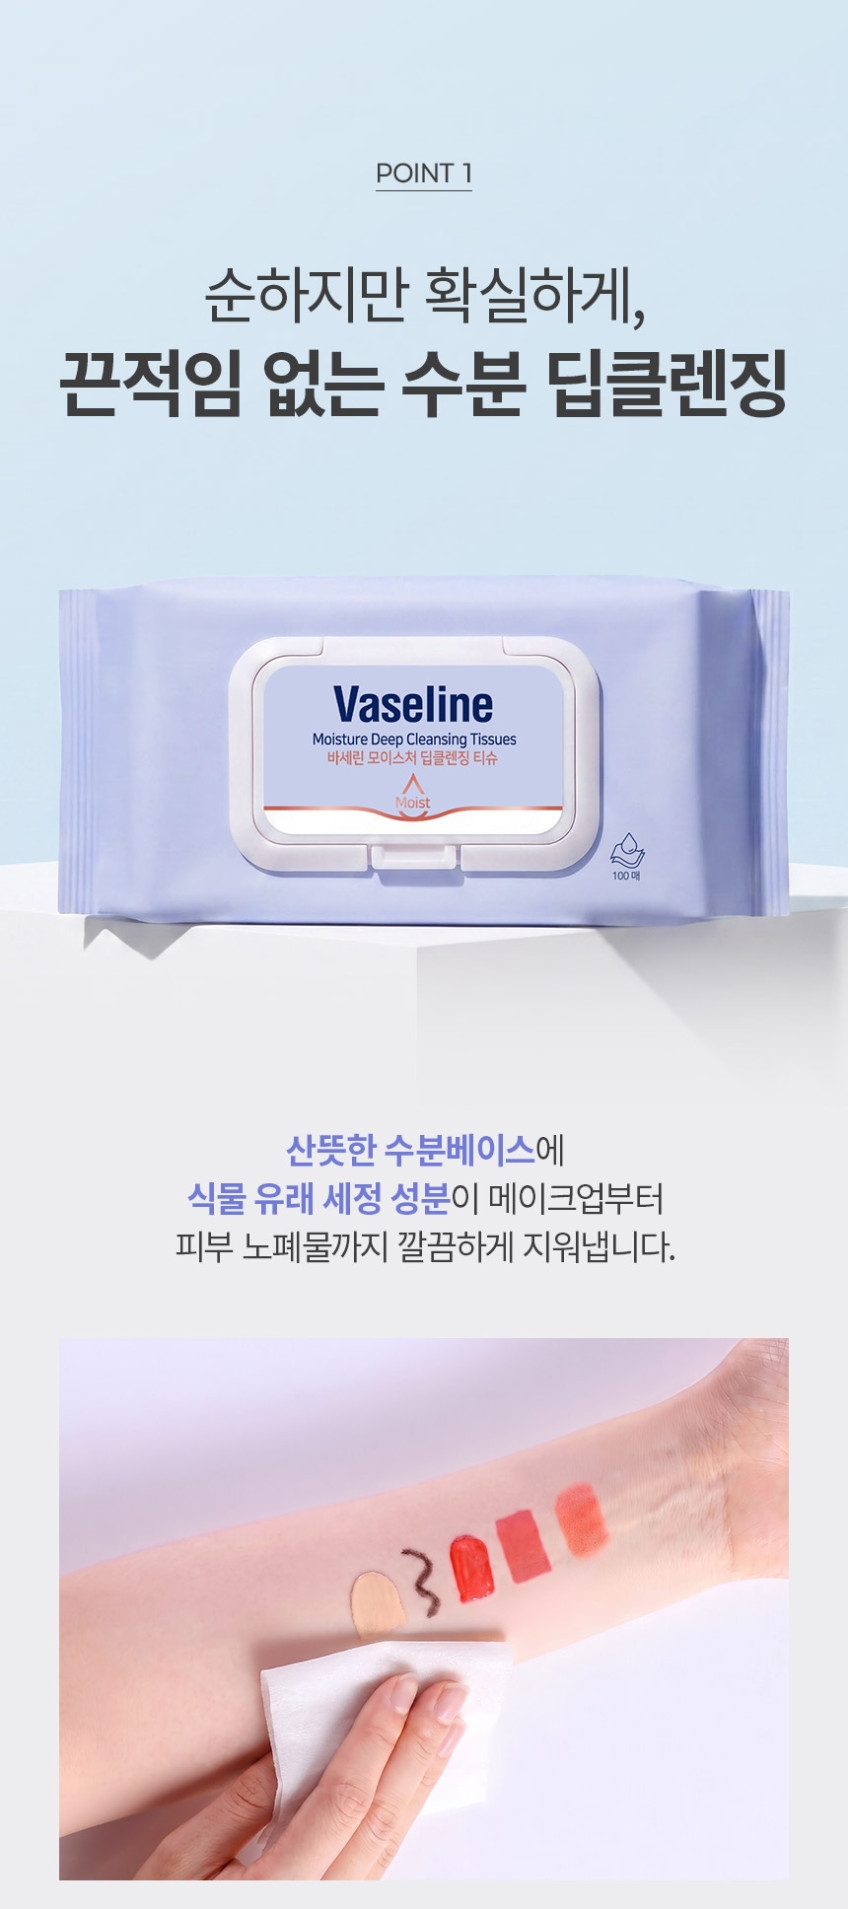 POINT 1
순하지만 확실하게,
끈적임 없는 수분 딥클렌징
Vaseline
Moisture Deep Cleansing Tissues
바세린 모이스처 딥클렌징 티슈
Moist
100 매
산뜻한 수분베이스에
식물 유래 세정 성분이 메이크업부터
피부 노폐물까지 깔끔하게 지워냅니다.